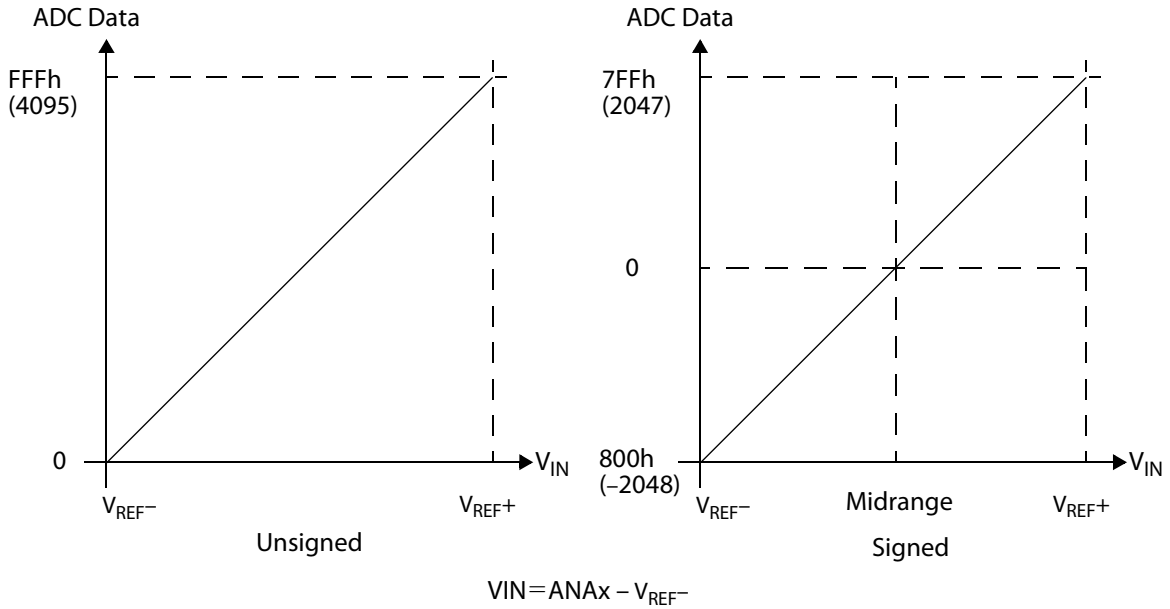 ADC Data
FFFh
(4095)
0
V_IN
V_REF–
V_REF+
Unsigned
ADC Data
7FFh
(2047)
0
800h
(–2048)
V_IN
V_REF–
Midrange
V_REF+
Signed
VIN=ANAx – V_REF–